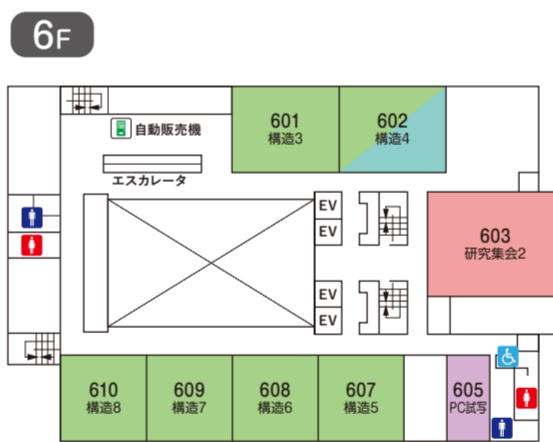 6F
自動販売機
エスカレータ
601
構造3
602
構造4
EV
EV
603
研究集会2
EV
EV
610
構造8
609
構造7
608
構造6
607
構造5
605
PC試写